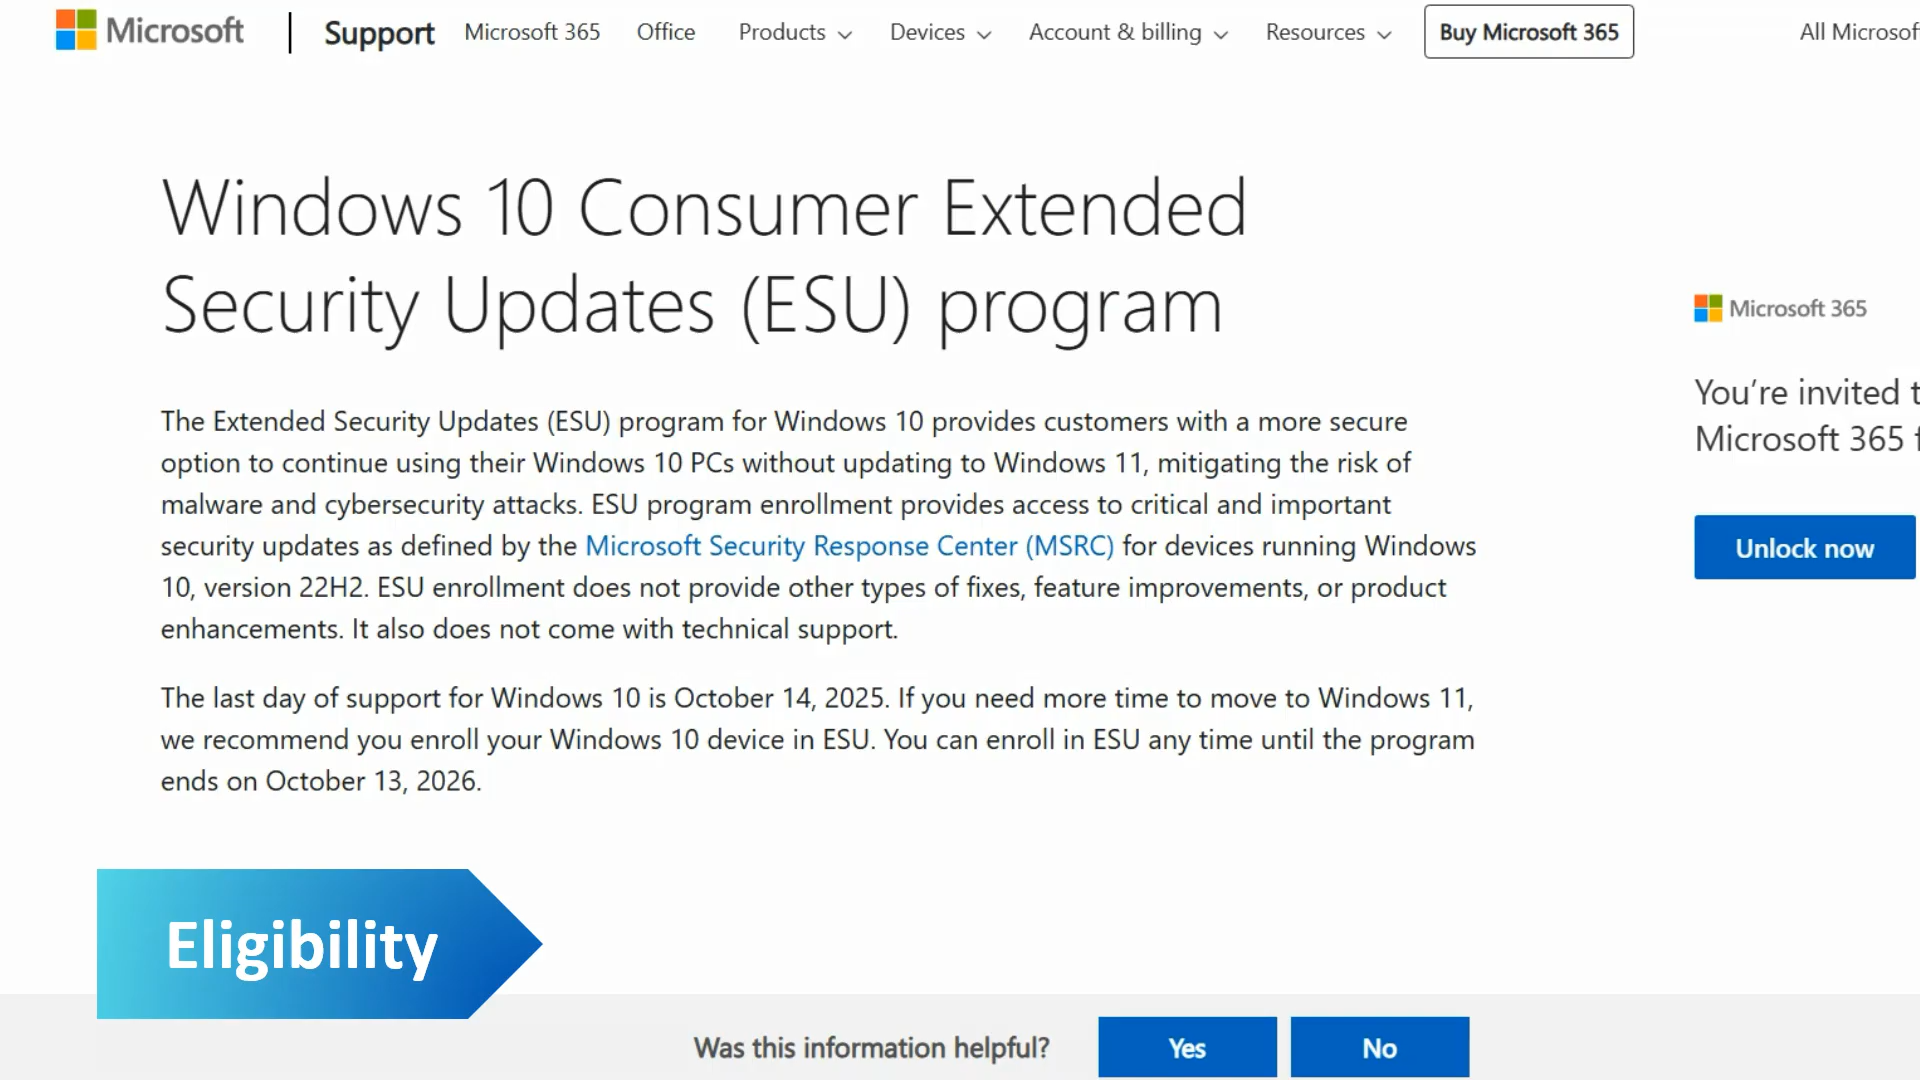 Microsoft | Support Microsoft 365 Office Products Devices Account & billing Resources Buy Microsoft 365 All Microsof
Windows 10 Consumer Extended
Security Updates (ESU) program
The Extended Security Updates (ESU) program for Windows 10 provides customers with a more secure
option to continue using their Windows 10 PCs without updating to Windows 11, mitigating the risk of
malware and cybersecurity attacks. ESU program enrollment provides access to critical and important
security updates as defined by the Microsoft Security Response Center (MSRC) for devices running Windows
10, version 22H2. ESU enrollment does not provide other types of fixes, feature improvements, or product
enhancements. It also does not come with technical support.
The last day of support for Windows 10 is October 14, 2025. If you need more time to move to Windows 11,
we recommend you enroll your Windows 10 device in ESU. You can enroll in ESU any time until the program
ends on October 13, 2026.
Microsoft 365
You’re invited t
Microsoft 365 f
Unlock now
Eligibility
Was this information helpful? Yes No